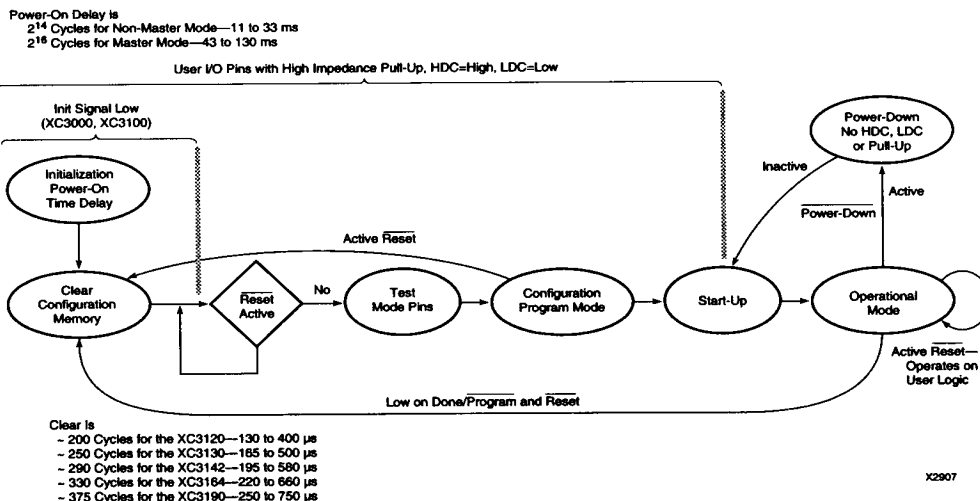 Power-On Delay is
2¹⁴ Cycles for Non-Master Mode—11 to 33 ms
2¹⁶ Cycles for Master Mode—43 to 130 ms
User I/O Pins with High Impedance Pull-Up, HDC=High, LDC=Low
Init Signal Low
(XC3000, XC3100)
Initialization
Power-On
Time Delay
Power-Down
No HDC, LDC
or Pull-Up
Inactive
Active
Power-Down
Active Reset
Clear
Configuration
Memory
Reset
Active
No
Test
Mode Pins
Configuration
Program Mode
Start-Up
Operational
Mode
Active Reset—
Operates on
User Logic
Low on Done/Program and Reset
Clear Is
~ 200 Cycles for the XC3120—130 to 400 µs
~ 250 Cycles for the XC3130—165 to 500 µs
~ 290 Cycles for the XC3142—195 to 580 µs
~ 330 Cycles for the XC3164—220 to 660 µs
~ 375 Cycles for the XC3190—250 to 750 µs
X2907